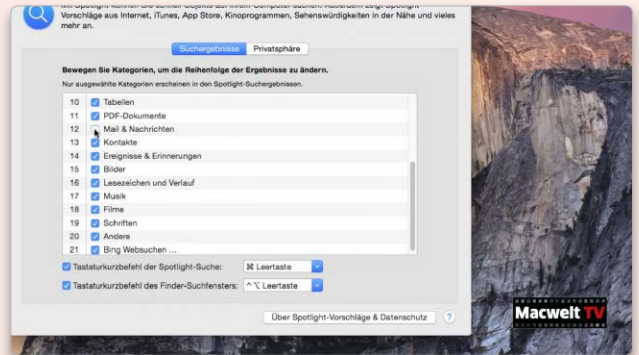 Mit Spotlight können Sie schnell Objekte auf Ihrem Computer suchen. Außerdem zeigt Spotlight
Vorschläge aus Internet, iTunes, App Store, Kinoprogrammen, Sehenswürdigkeiten in der Nähe und vieles
mehr an.
Suchergebnisse Privatsphäre
Bewegen Sie Kategorien, um die Reihenfolge der Ergebnisse zu ändern.
Nur ausgewählte Kategorien erscheinen in den Spotlight-Suchergebnissen.
10 Tabellen
11 PDF-Dokumente
12 Mail & Nachrichten
13 Kontakte
14 Ereignisse & Erinnerungen
15 Bilder
16 Lesezeichen und Verlauf
17 Musik
18 Filme
19 Schriften
20 Andere
21 Bing Websuchen ...
Tastaturkurzbefehl der Spotlight-Suche: ⌘ Leertaste
Tastaturkurzbefehl des Finder-Suchfensters: ^⌥ Leertaste
Über Spotlight-Vorschläge & Datenschutz ?
Macwelt TV